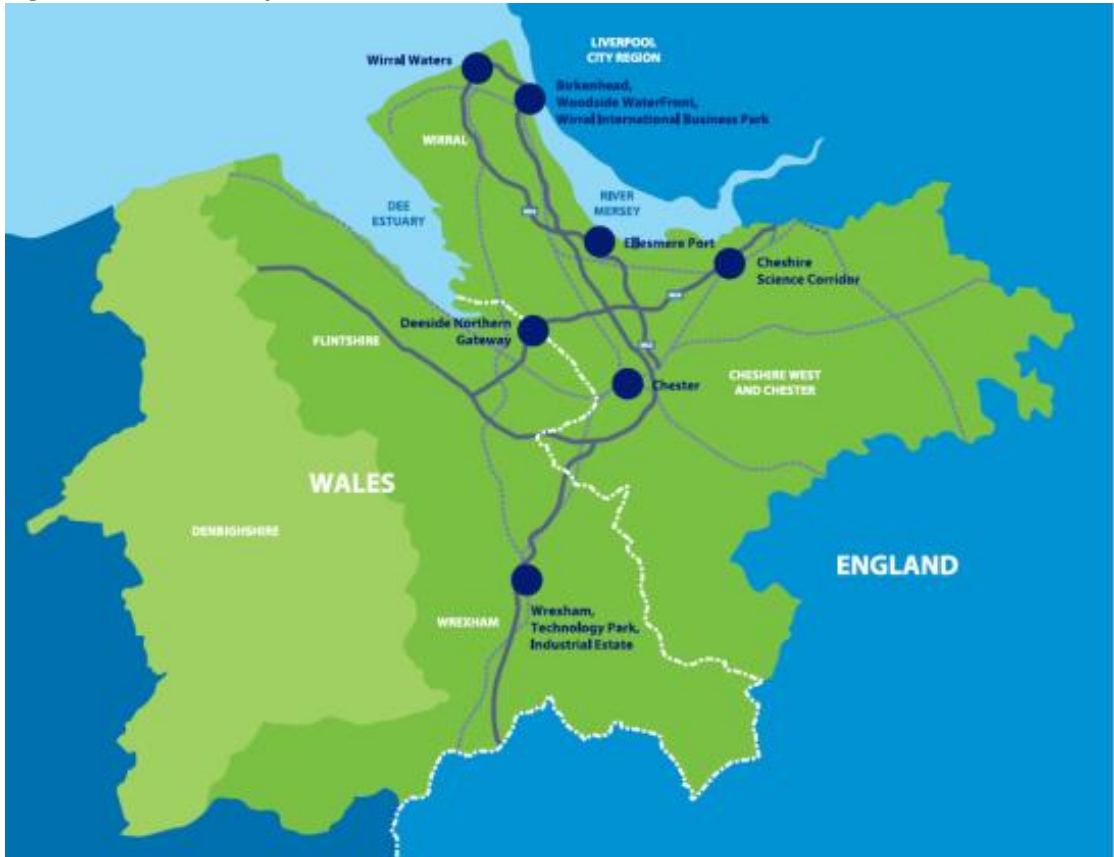 LIVERPOOL
CITY REGION
Wirral Waters
Birkenhead,
Woodside WaterFront,
Wirral International Business Park
WIRRAL
RIVER
MERSEY
DEE
ESTUARY
Ellesmere Port
Cheshire
Science Corridor
Deeside Northern
Gateway
FLINTSHIRE
CHESHIRE WEST
AND CHESTER
Chester
WALES
DENBIGHSHIRE
ENGLAND
WREXHAM
Wrexham,
Technology Park,
Industrial Estate